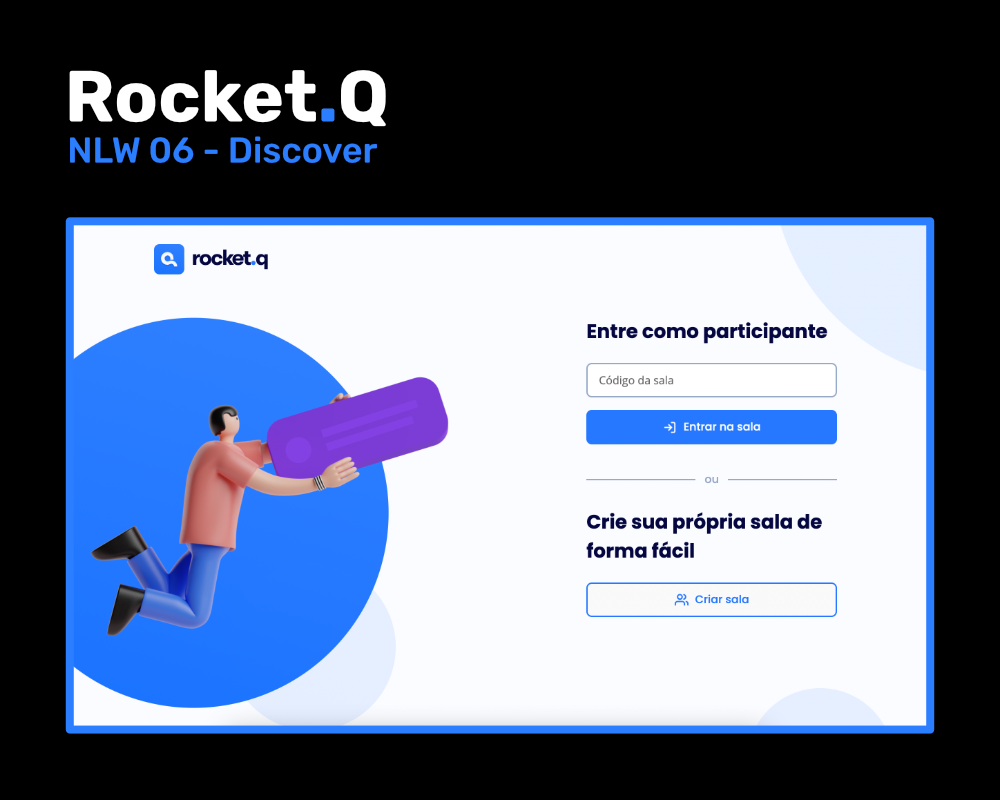 Rocket.Q
NLW 06 - Discover
rocket.q
Entre como participante
Código da sala
Entrar na sala
ou
Crie sua própria sala de
forma fácil
Criar sala